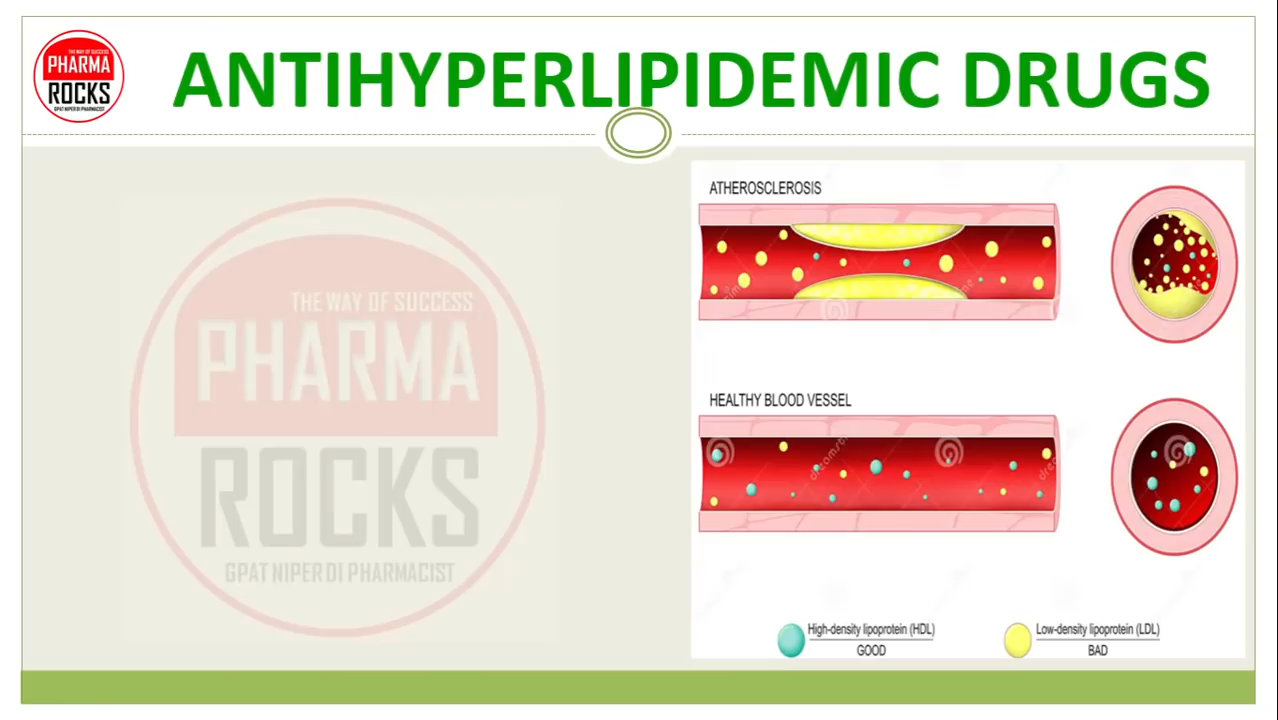 THE WAY OF SUCCESS
PHARMA
ROCKS
GPAT NIPER DI PHARMACIST
ANTIHYPERLIPIDEMIC DRUGS
THE WAY OF SUCCESS
PHARMA
ROCKS
GPAT NIPER DI PHARMACIST
ATHEROSCLEROSIS
HEALTHY BLOOD VESSEL
High-density lipoprotein (HDL)
GOOD
Low-density lipoprotein (LDL)
BAD